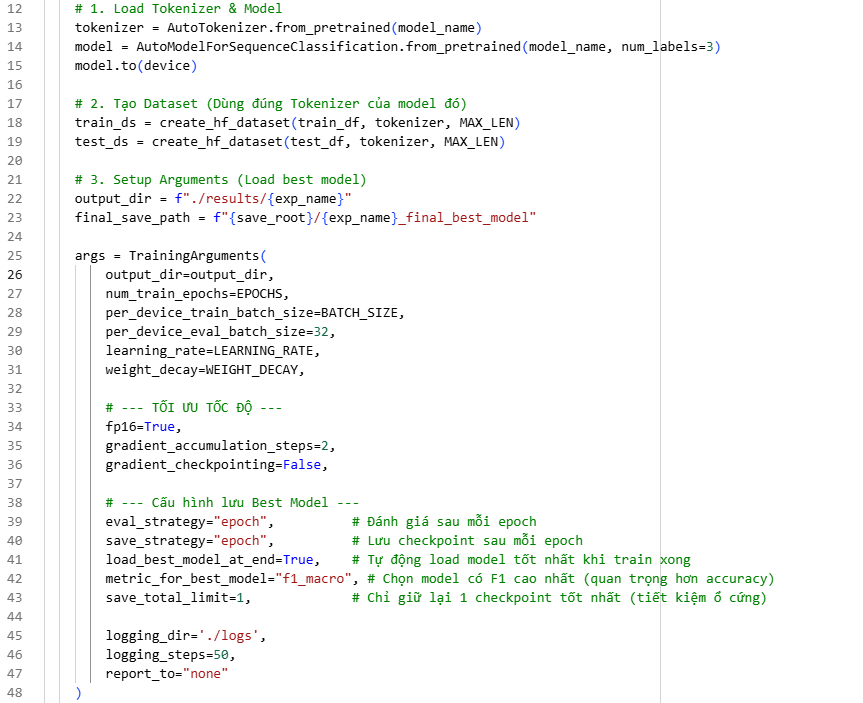 12 # 1. Load Tokenizer & Model
13 tokenizer = AutoTokenizer.from_pretrained(model_name)
14 model = AutoModelForSequenceClassification.from_pretrained(model_name, num_labels=3)
15 model.to(device)
16
17 # 2. Tạo Dataset (Dùng đúng Tokenizer của model đó)
18 train_ds = create_hf_dataset(train_df, tokenizer, MAX_LEN)
19 test_ds = create_hf_dataset(test_df, tokenizer, MAX_LEN)
20
21 # 3. Setup Arguments (Load best model)
22 output_dir = f"./results/{exp_name}"
23 final_save_path = f"{save_root}/{exp_name}_final_best_model"
24
25 args = TrainingArguments(
26 output_dir=output_dir,
27 num_train_epochs=EPOCHS,
28 per_device_train_batch_size=BATCH_SIZE,
29 per_device_eval_batch_size=32,
30 learning_rate=LEARNING_RATE,
31 weight_decay=WEIGHT_DECAY,
32
33 # --- TỐI ƯU TỐC ĐỘ ---
34 fp16=True,
35 gradient_accumulation_steps=2,
36 gradient_checkpointing=False,
37
38 # --- Cấu hình lưu Best Model ---
39 eval_strategy="epoch", # Đánh giá sau mỗi epoch
40 save_strategy="epoch", # Lưu checkpoint sau mỗi epoch
41 load_best_model_at_end=True, # Tự động load model tốt nhất khi train xong
42 metric_for_best_model="f1_macro", # Chọn model có F1 cao nhất (quan trọng hơn accuracy)
43 save_total_limit=1, # Chỉ giữ lại 1 checkpoint tốt nhất (tiết kiệm ổ cứng)
44
45 logging_dir='./logs',
46 logging_steps=50,
47 report_to="none"
48 )